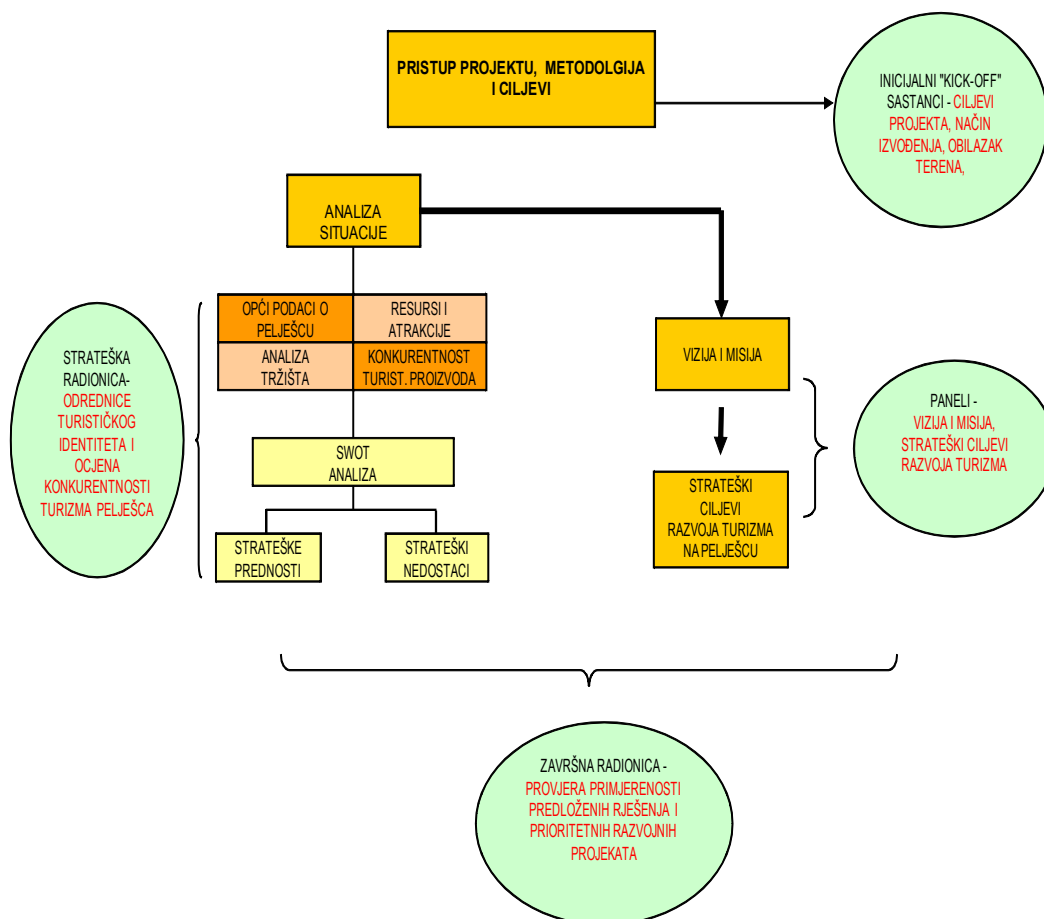 PRISTUP PROJEKTU, METODOLGIJA
I CILJEVI
INICIJALNI "KICK-OFF"
SASTANCI - CILJEVI
PROJEKTA, NAČIN
IZVOĐENJA, OBILAZAK
TERENA,
ANALIZA
SITUACIJE
OPĆI PODACI O
PELJEŠCU
RESURSI I
ATRAKCIJE
ANALIZA
TRŽIŠTA
KONKURENTNOST
TURIST. PROIZVODA
STRATEŠKA
RADIONICA-
ODREDNICE
TURISTIČKOG
IDENTITETA I
OCJENA
KONKURENTNOSTI
TURIZMA PELJEŠCA
SWOT
ANALIZA
STRATEŠKE
PREDNOSTI
STRATEŠKI
NEDOSTACI
VIZIJA I MISIJA
STRATEŠKI
CILJEVI
RAZVOJA TURIZMA
NA PELJEŠCU
PANELI -
VIZIJA I MISIJA,
STRATEŠKI CILJEVI
RAZVOJA TURIZMA
ZAVRŠNA RADIONICA -
PROVJERA PRIMJERENOSTI
PREDLOŽENIH RJEŠENJA I
PRIORITETNIH RAZVOJNIH
PROJEKATA